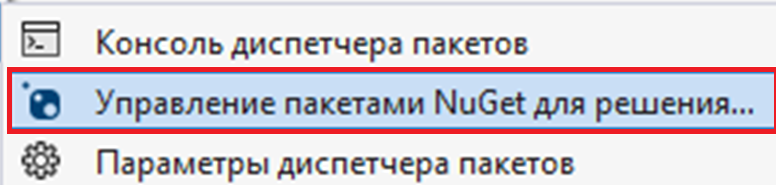 Консоль диспетчера пакетов
Управление пакетами NuGet для решения...
Параметры диспетчера пакетов